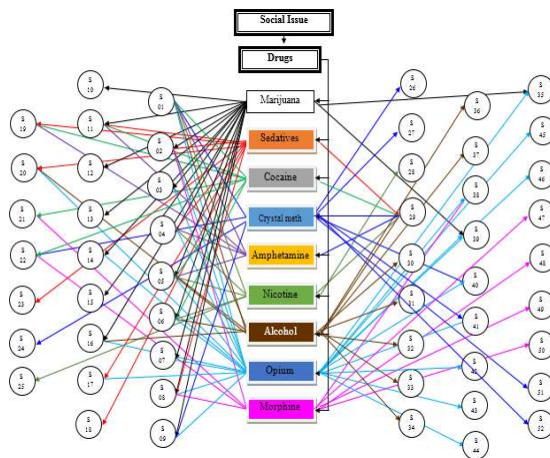 Social Issue
Drugs
Marijuana
Sedatives
Cocaine
Crystal meth
Amphetamine
Nicotine
Alcohol
Opium
Morphine
S
01
S
02
S
03
S
04
S
05
S
06
S
07
S
08
S
09
S
10
S
11
S
12
S
13
S
14
S
15
S
16
S
17
S
18
S
19
S
20
S
21
S
22
S
23
S
24
S
25
S
26
S
27
S
28
S
29
S
30
S
31
S
32
S
33
S
34
S
35
S
36
S
37
S
38
S
39
S
40
S
41
S
S
43
S
44
S
45
S
46
S
47
S
48
S
49
S
50
S
51
S
52